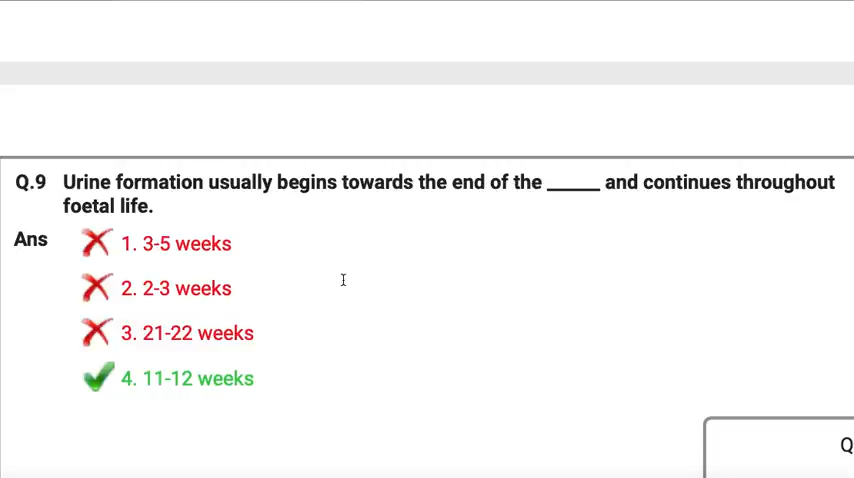 Q.9 Urine formation usually begins towards the end of the _____ and continues throughout
foetal life.
Ans
1. 3-5 weeks
2. 2-3 weeks
3. 21-22 weeks
4. 11-12 weeks
Q